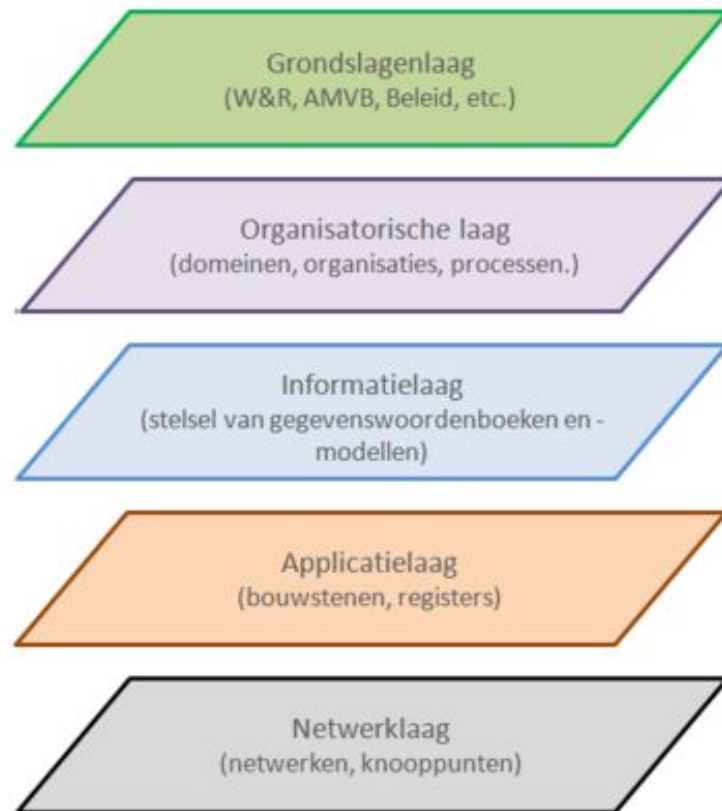 Grondslagenlaag
(W&R, AMVB, Beleid, etc.)
Organisatorische laag
(domeinen, organisaties, processen.)
Informatielaag
(stelsel van gegevenswoordenboeken en -
modellen)
Applicatielaag
(bouwstenen, registers)
Netwerklaag
(netwerken, knooppunten)